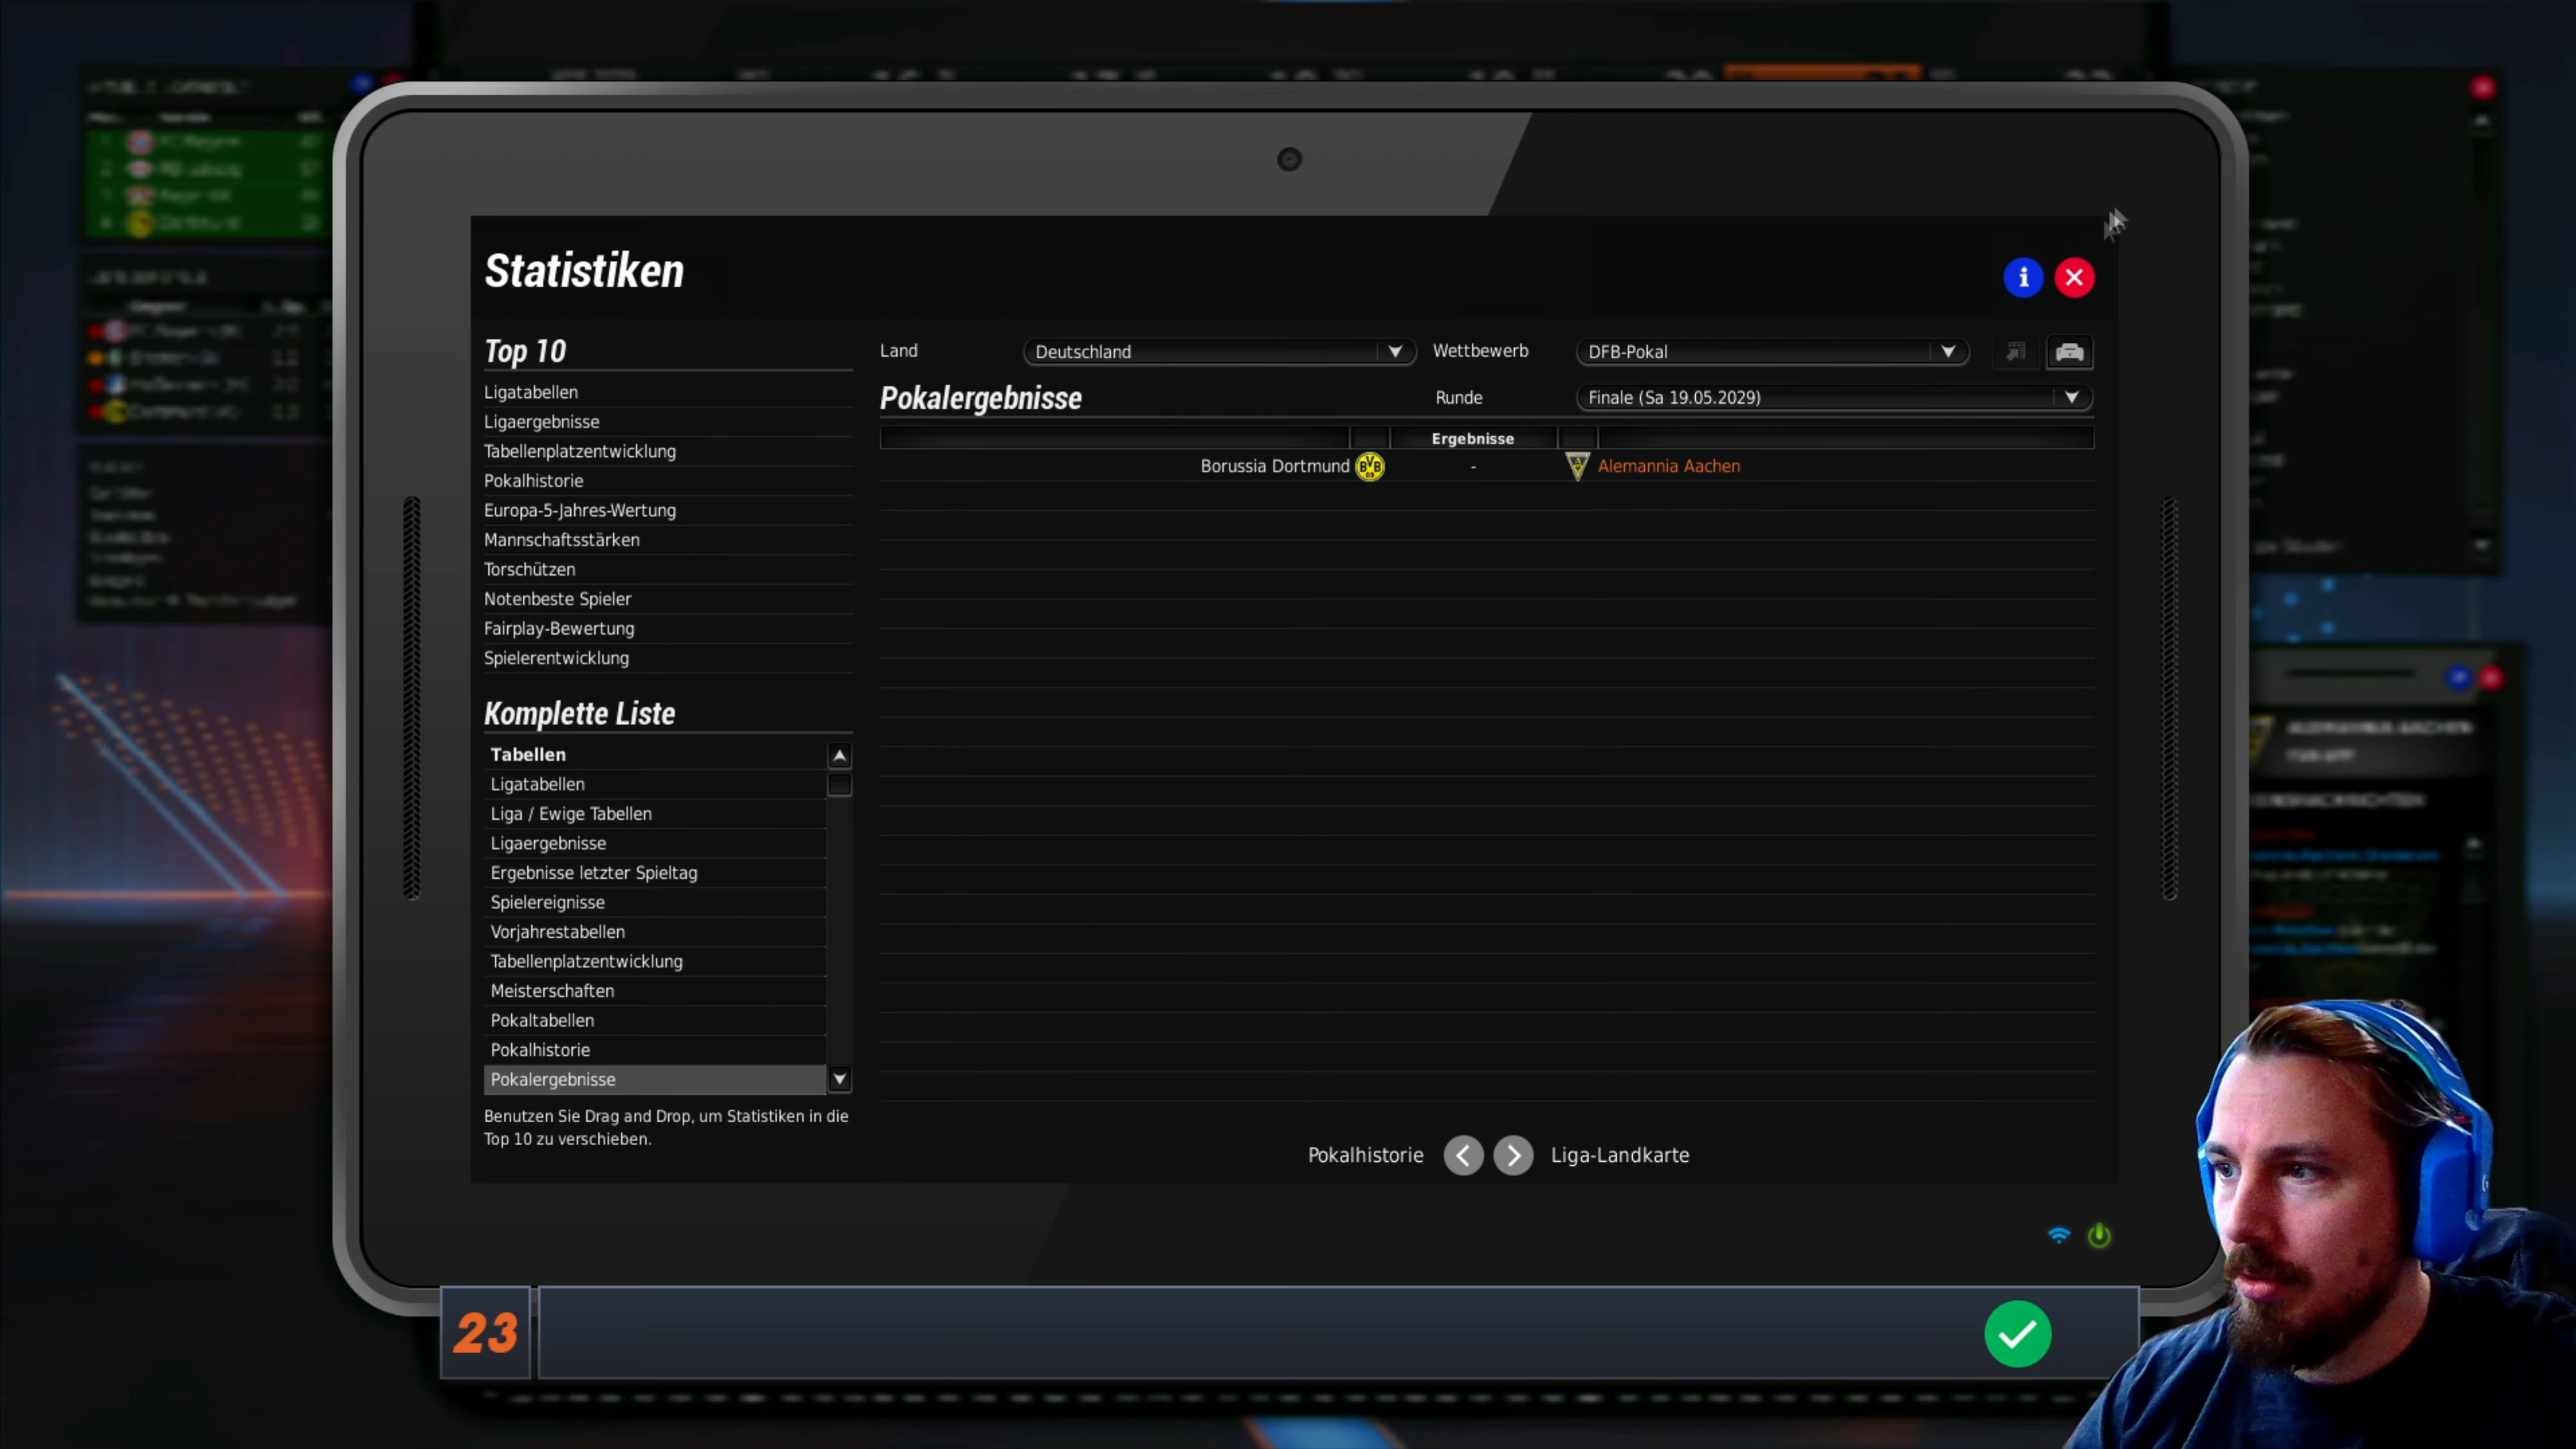 Statistiken
Top 10
Ligatabellen
Ligaergebnisse
Tabellenplatzentwicklung
Pokalhistorie
Europa-5-Jahres-Wertung
Mannschaftsstärken
Torschützen
Notenbeste Spieler
Fairplay-Bewertung
Spielerentwicklung
Komplette Liste
Tabellen
Ligatabellen
Liga / Ewige Tabellen
Ligaergebnisse
Ergebnisse letzter Spieltag
Spielereignisse
Vorjahrestabellen
Tabellenplatzentwicklung
Meisterschaften
Pokaltabellen
Pokalhistorie
Pokalergebnisse
Benutzen Sie Drag and Drop, um Statistiken in die
Top 10 zu verschieben.
Land Deutschland Wettbewerb DFB-Pokal
Pokalergebnisse Runde Finale (Sa 19.05.2029)
Ergebnisse
Borussia Dortmund - Alemannia Aachen
Pokalhistorie Liga-Landkarte
23